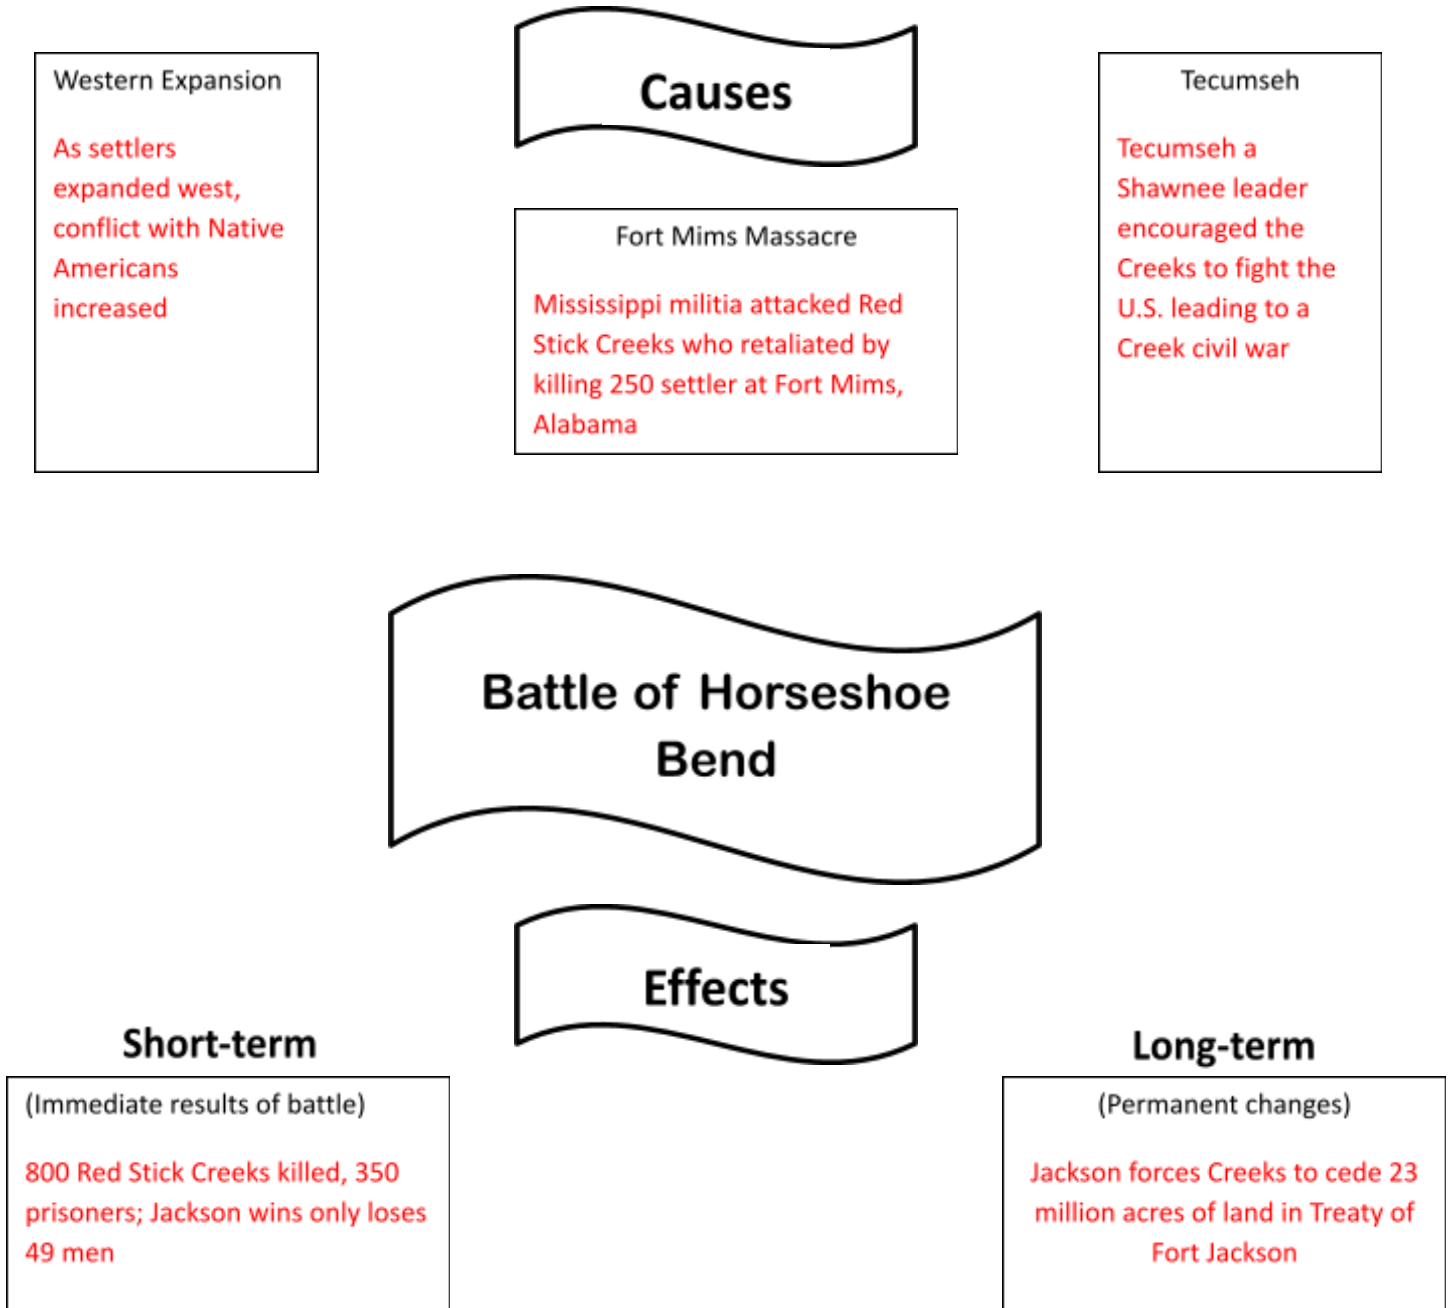 Causes
Western Expansion
As settlers
expanded west,
conflict with Native
Americans
increased
Fort Mims Massacre
Mississippi militia attacked Red
Stick Creeks who retaliated by
killing 250 settler at Fort Mims,
Alabama
Tecumseh
Tecumseh a
Shawnee leader
encouraged the
Creeks to fight the
U.S. leading to a
Creek civil war
Battle of Horseshoe
Bend
Effects
Short-term
(Immediate results of battle)
800 Red Stick Creeks killed, 350
prisoners; Jackson wins only loses
49 men
Long-term
(Permanent changes)
Jackson forces Creeks to cede 23
million acres of land in Treaty of
Fort Jackson